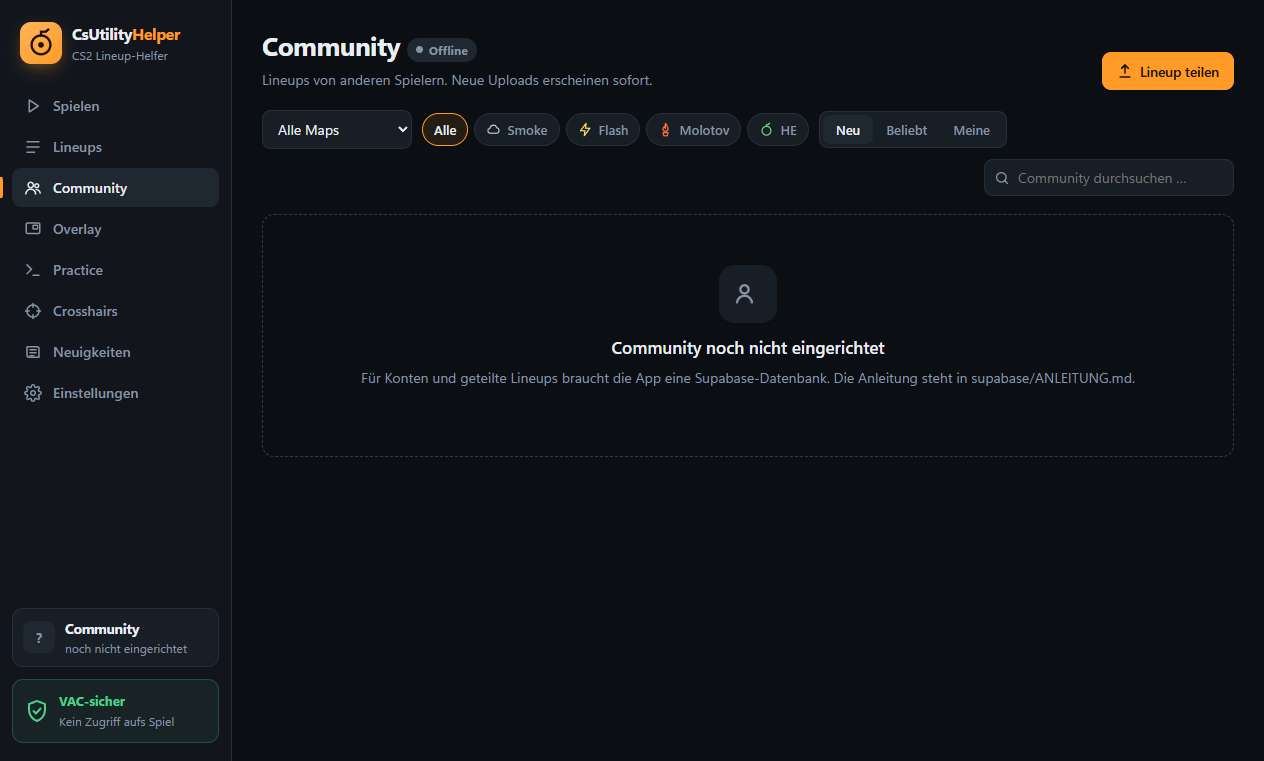 CsUtilityHelper
CS2 Lineup-Helfer
Spielen
Lineups
Community
Overlay
Practice
Crosshairs
Neuigkeiten
Einstellungen
?
Community
noch nicht eingerichtet
VAC-sicher
Kein Zugriff aufs Spiel
Community Offline
Lineups von anderen Spielern. Neue Uploads erscheinen sofort.
Lineup teilen
Alle Maps Alle Smoke Flash Molotov HE Neu Beliebt Meine
Community durchsuchen ...
Community noch nicht eingerichtet
Für Konten und geteilte Lineups braucht die App eine Supabase-Datenbank. Die Anleitung steht in supabase/ANLEITUNG.md.